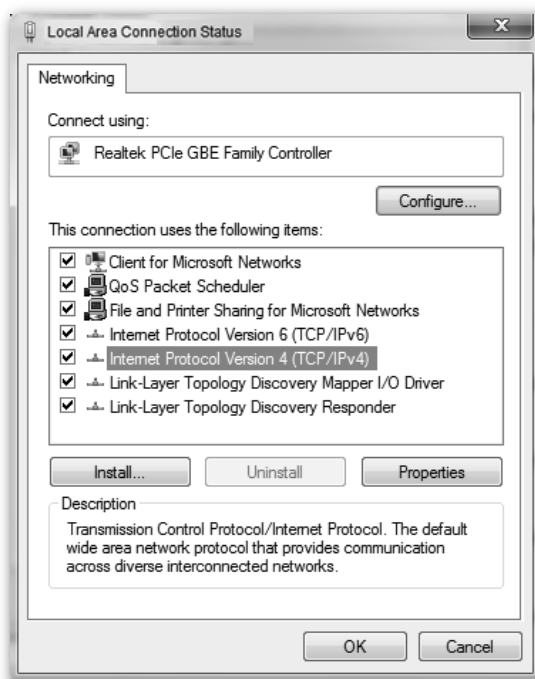 Local Area Connection Status
Networking
Connect using:
Realtek PCIe GBE Family Controller
Configure...
This connection uses the following items:
Client for Microsoft Networks
QoS Packet Scheduler
File and Printer Sharing for Microsoft Networks
Internet Protocol Version 6 (TCP/IPv6)
Internet Protocol Version 4 (TCP/IPv4)
Link-Layer Topology Discovery Mapper I/O Driver
Link-Layer Topology Discovery Responder
Install...
Uninstall
Properties
Description
Transmission Control Protocol/Internet Protocol. The default
wide area network protocol that provides communication
across diverse interconnected networks.
OK
Cancel